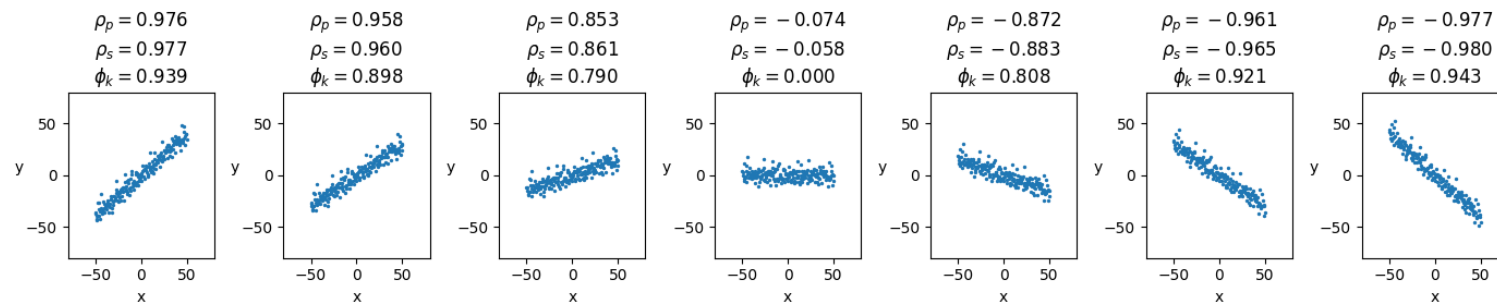 ρp = 0.976
ρs = 0.977
ϕk = 0.939
50
0
−50
y
−50 0 50
x
ρp = 0.958
ρs = 0.960
ϕk = 0.898
50
0
−50
y
−50 0 50
x
ρp = 0.853
ρs = 0.861
ϕk = 0.790
50
0
−50
y
−50 0 50
x
ρp = −0.074
ρs = −0.058
ϕk = 0.000
50
0
−50
y
−50 0 50
x
ρp = −0.872
ρs = −0.883
ϕk = 0.808
50
0
−50
y
−50 0 50
x
ρp = −0.961
ρs = −0.965
ϕk = 0.921
50
0
−50
y
−50 0 50
x
ρp = −0.977
ρs = −0.980
ϕk = 0.943
50
0
−50
y
−50 0 50
x